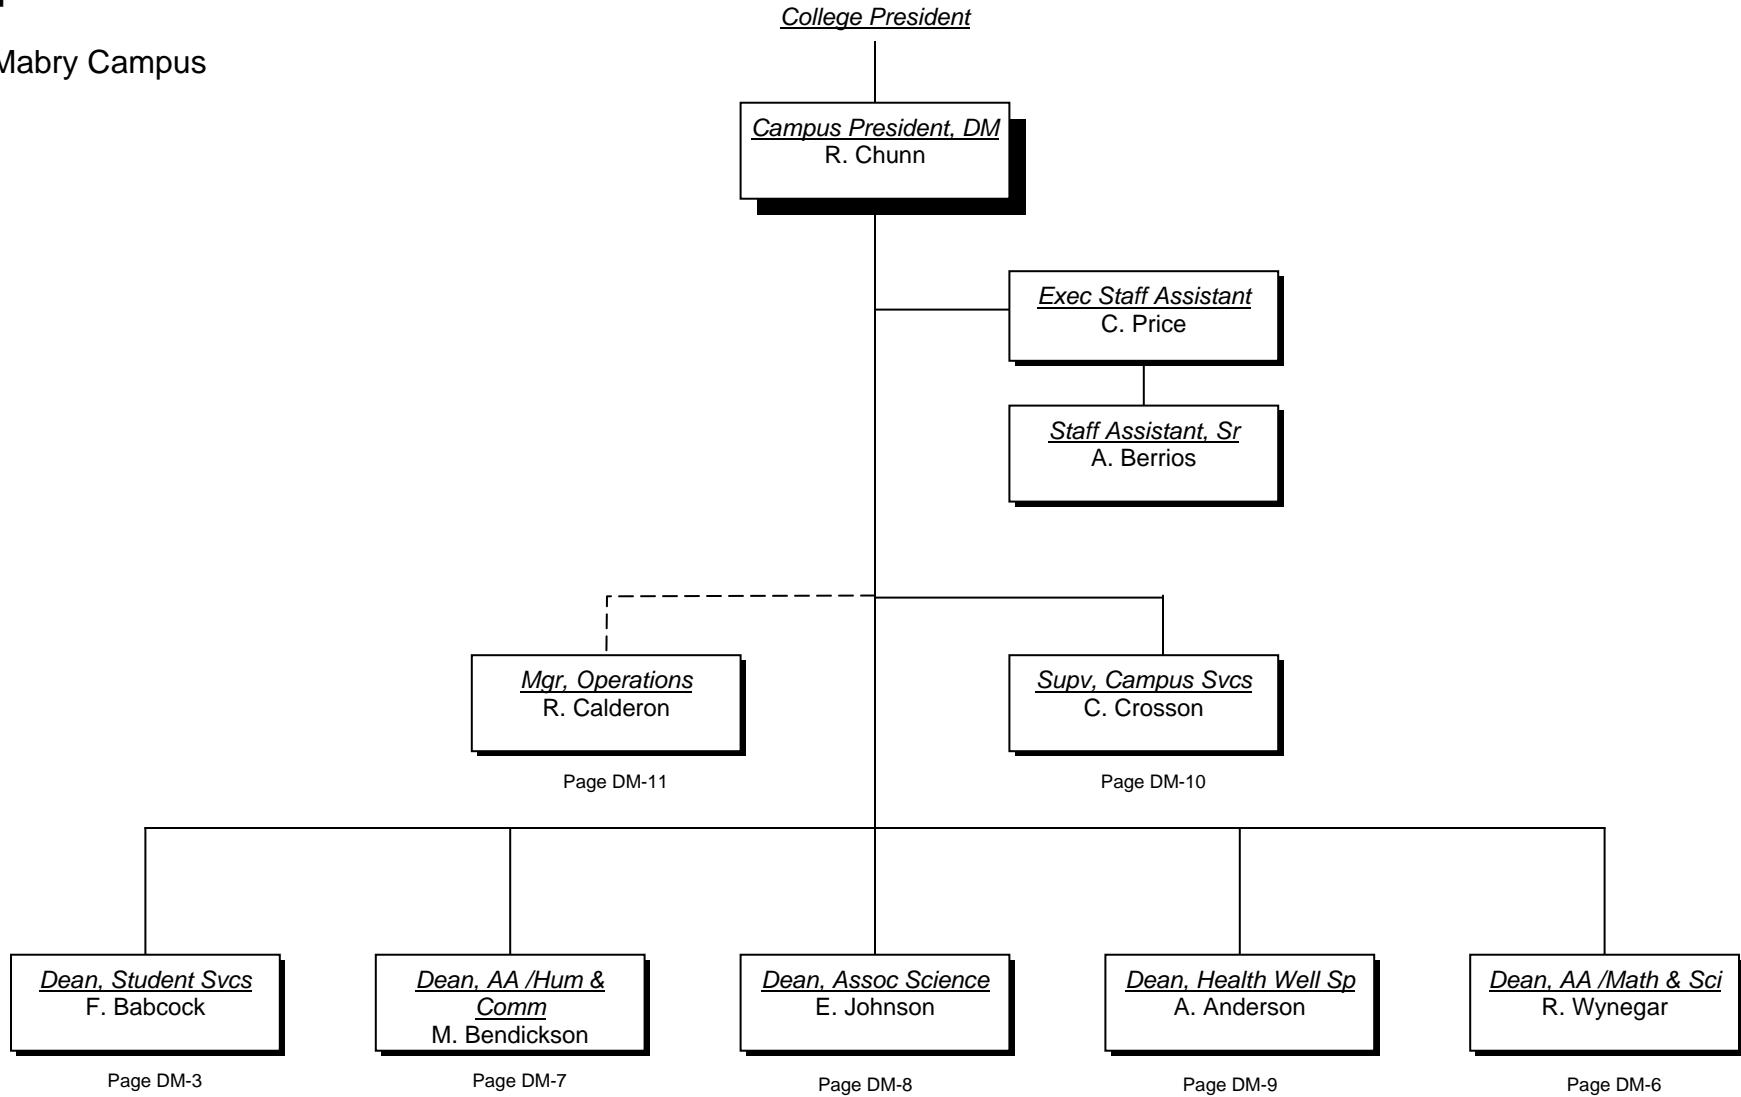 College President
Mabry Campus
Campus President, DM
R. Chunn
Exec Staff Assistant
C. Price
Staff Assistant, Sr
A. Berrios
Mgr, Operations
R. Calderon
Supv, Campus Svcs
C. Crosson
Page DM-11
Page DM-10
Dean, Student Svcs
F. Babcock
Dean, AA /Hum &
Comm
M. Bendickson
Dean, Assoc Science
E. Johnson
Dean, Health Well Sp
A. Anderson
Dean, AA /Math & Sci
R. Wynegar
Page DM-3
Page DM-7
Page DM-8
Page DM-9
Page DM-6